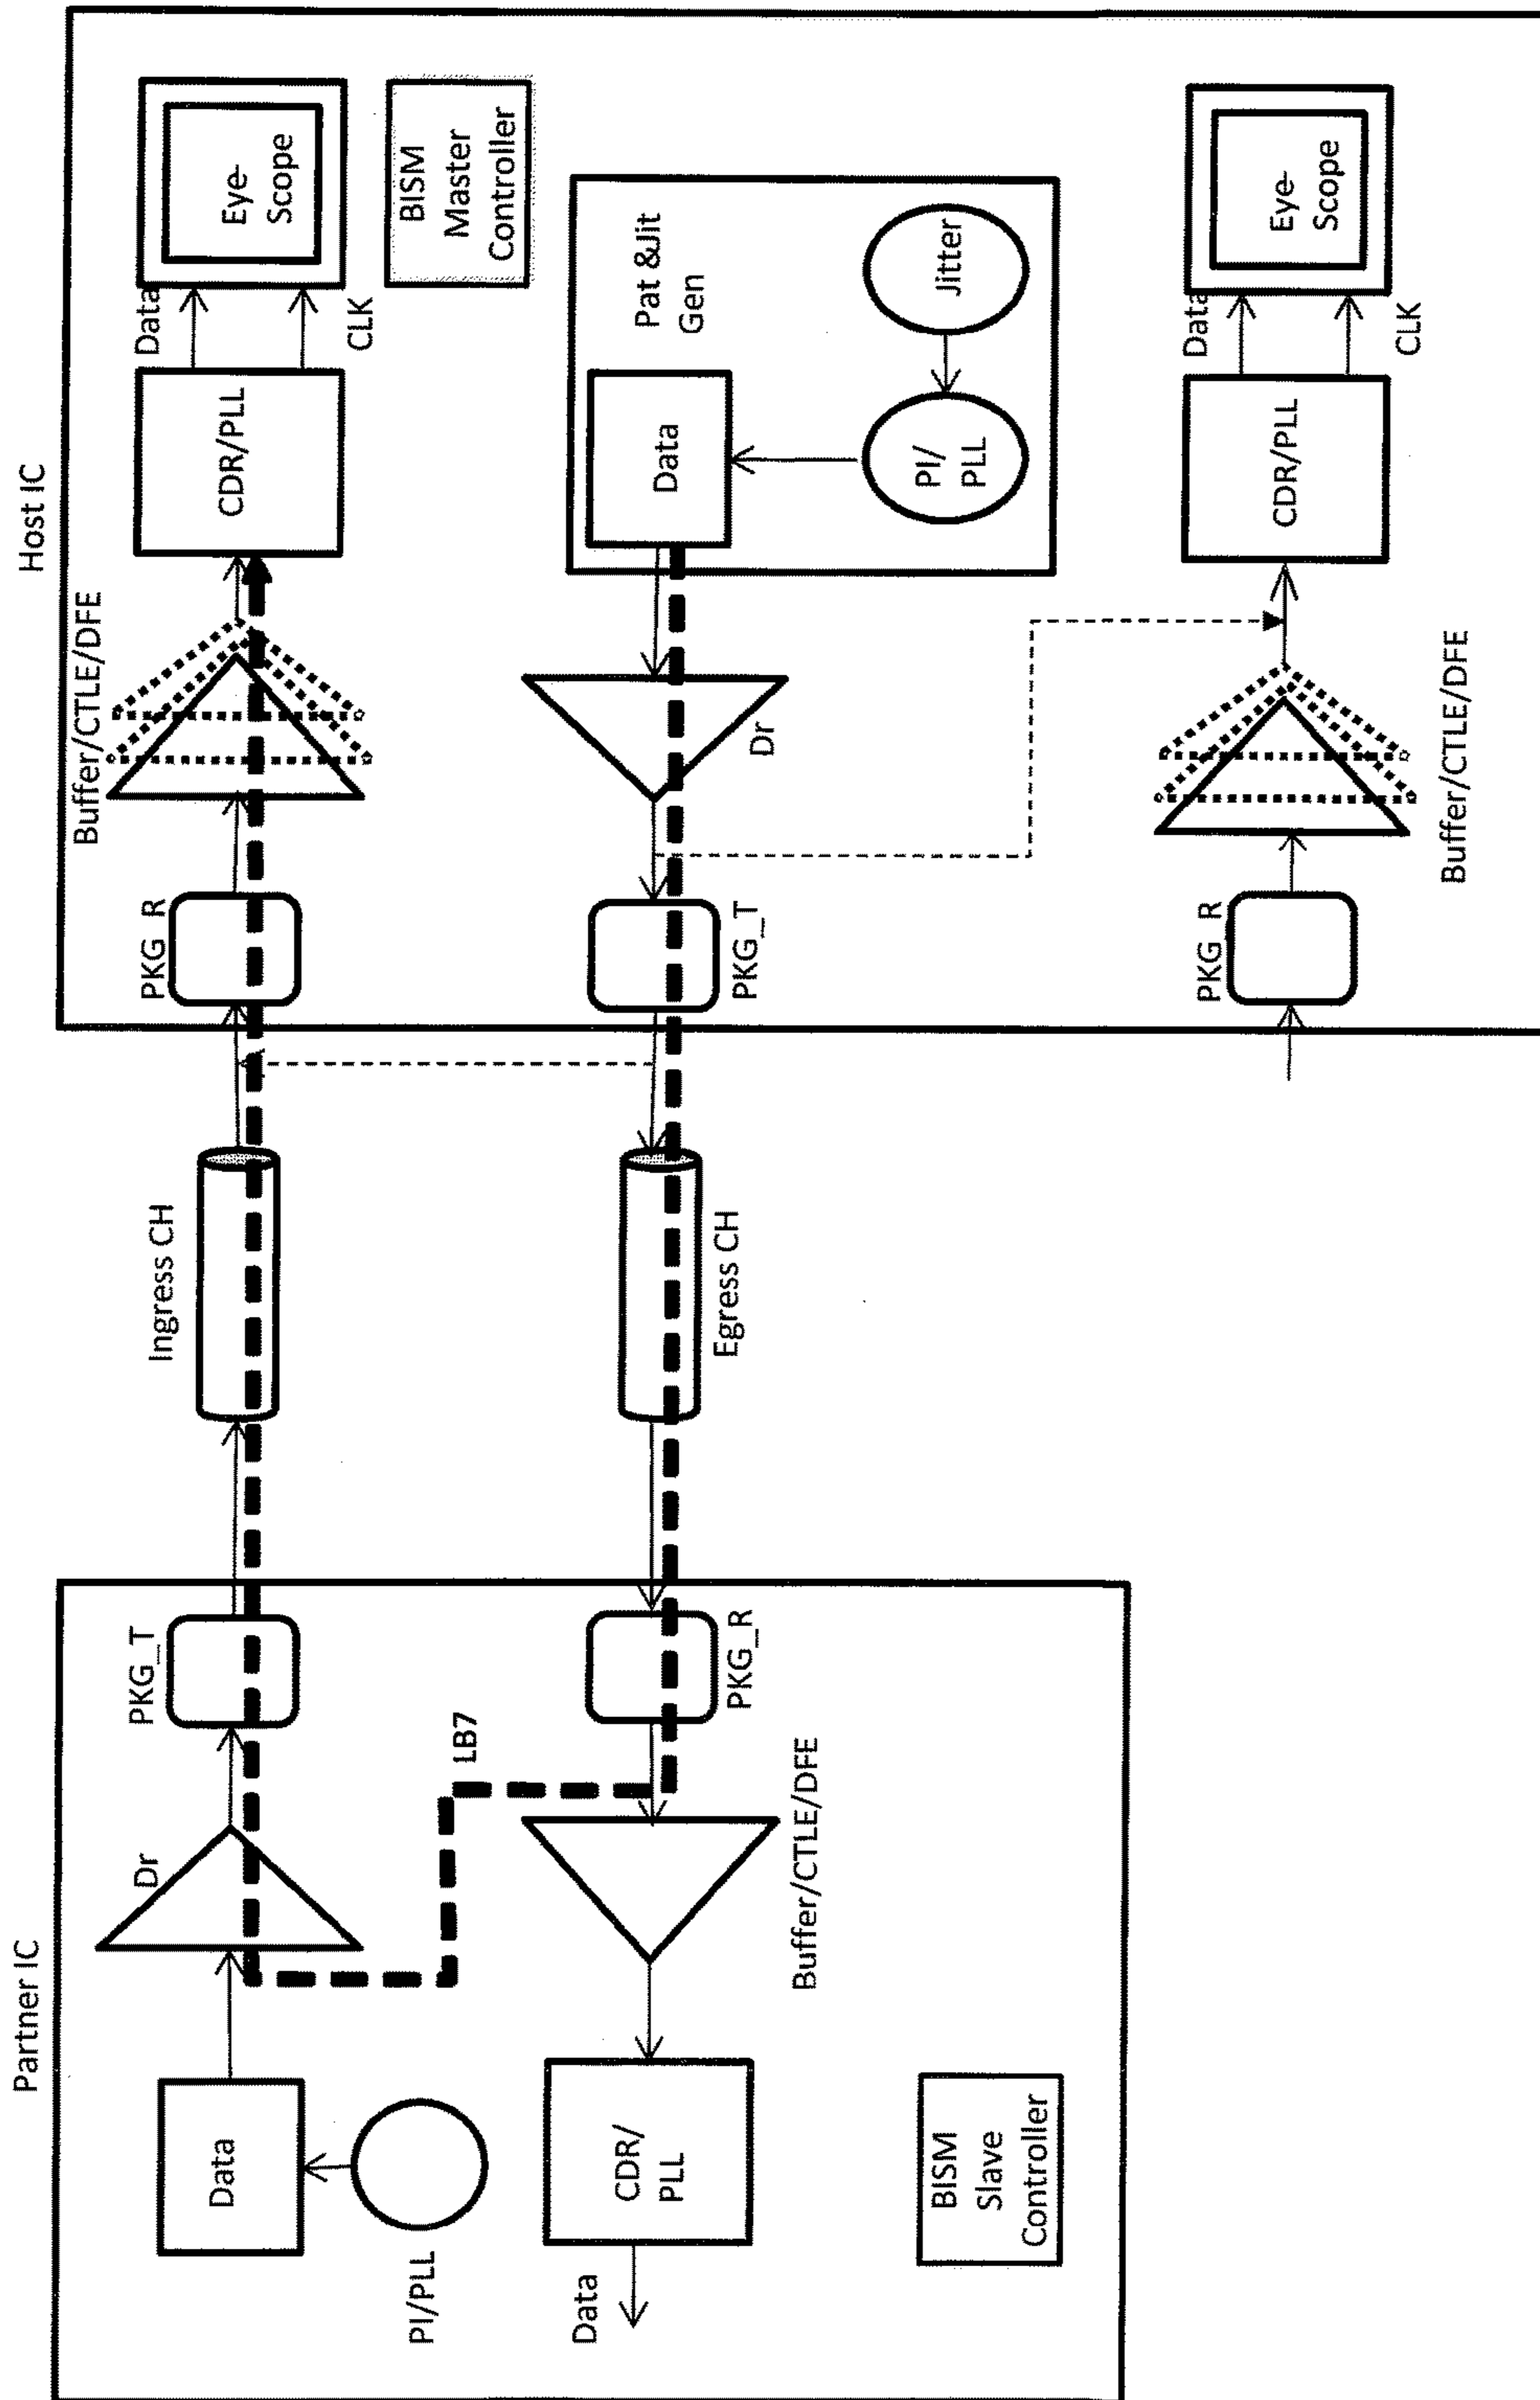 Partner IC
Data
PI/PLL
Dr
PKG_T
LB7
Data
CDR/
PLL
Buffer/CTLE/DFE
PKG_R
BISM
Slave
Controller
Ingress CH
Egress CH
Host IC
PKG_R
Buffer/CTLE/DFE
CDR/PLL
Data
CLK
Eye-
Scope
BISM
Master
Controller
PKG_T
Dr
Data
Pat &Jit
Gen
PI/
PLL
Jitter
PKG_R
Buffer/CTLE/DFE
CDR/PLL
Data
CLK
Eye-
Scope